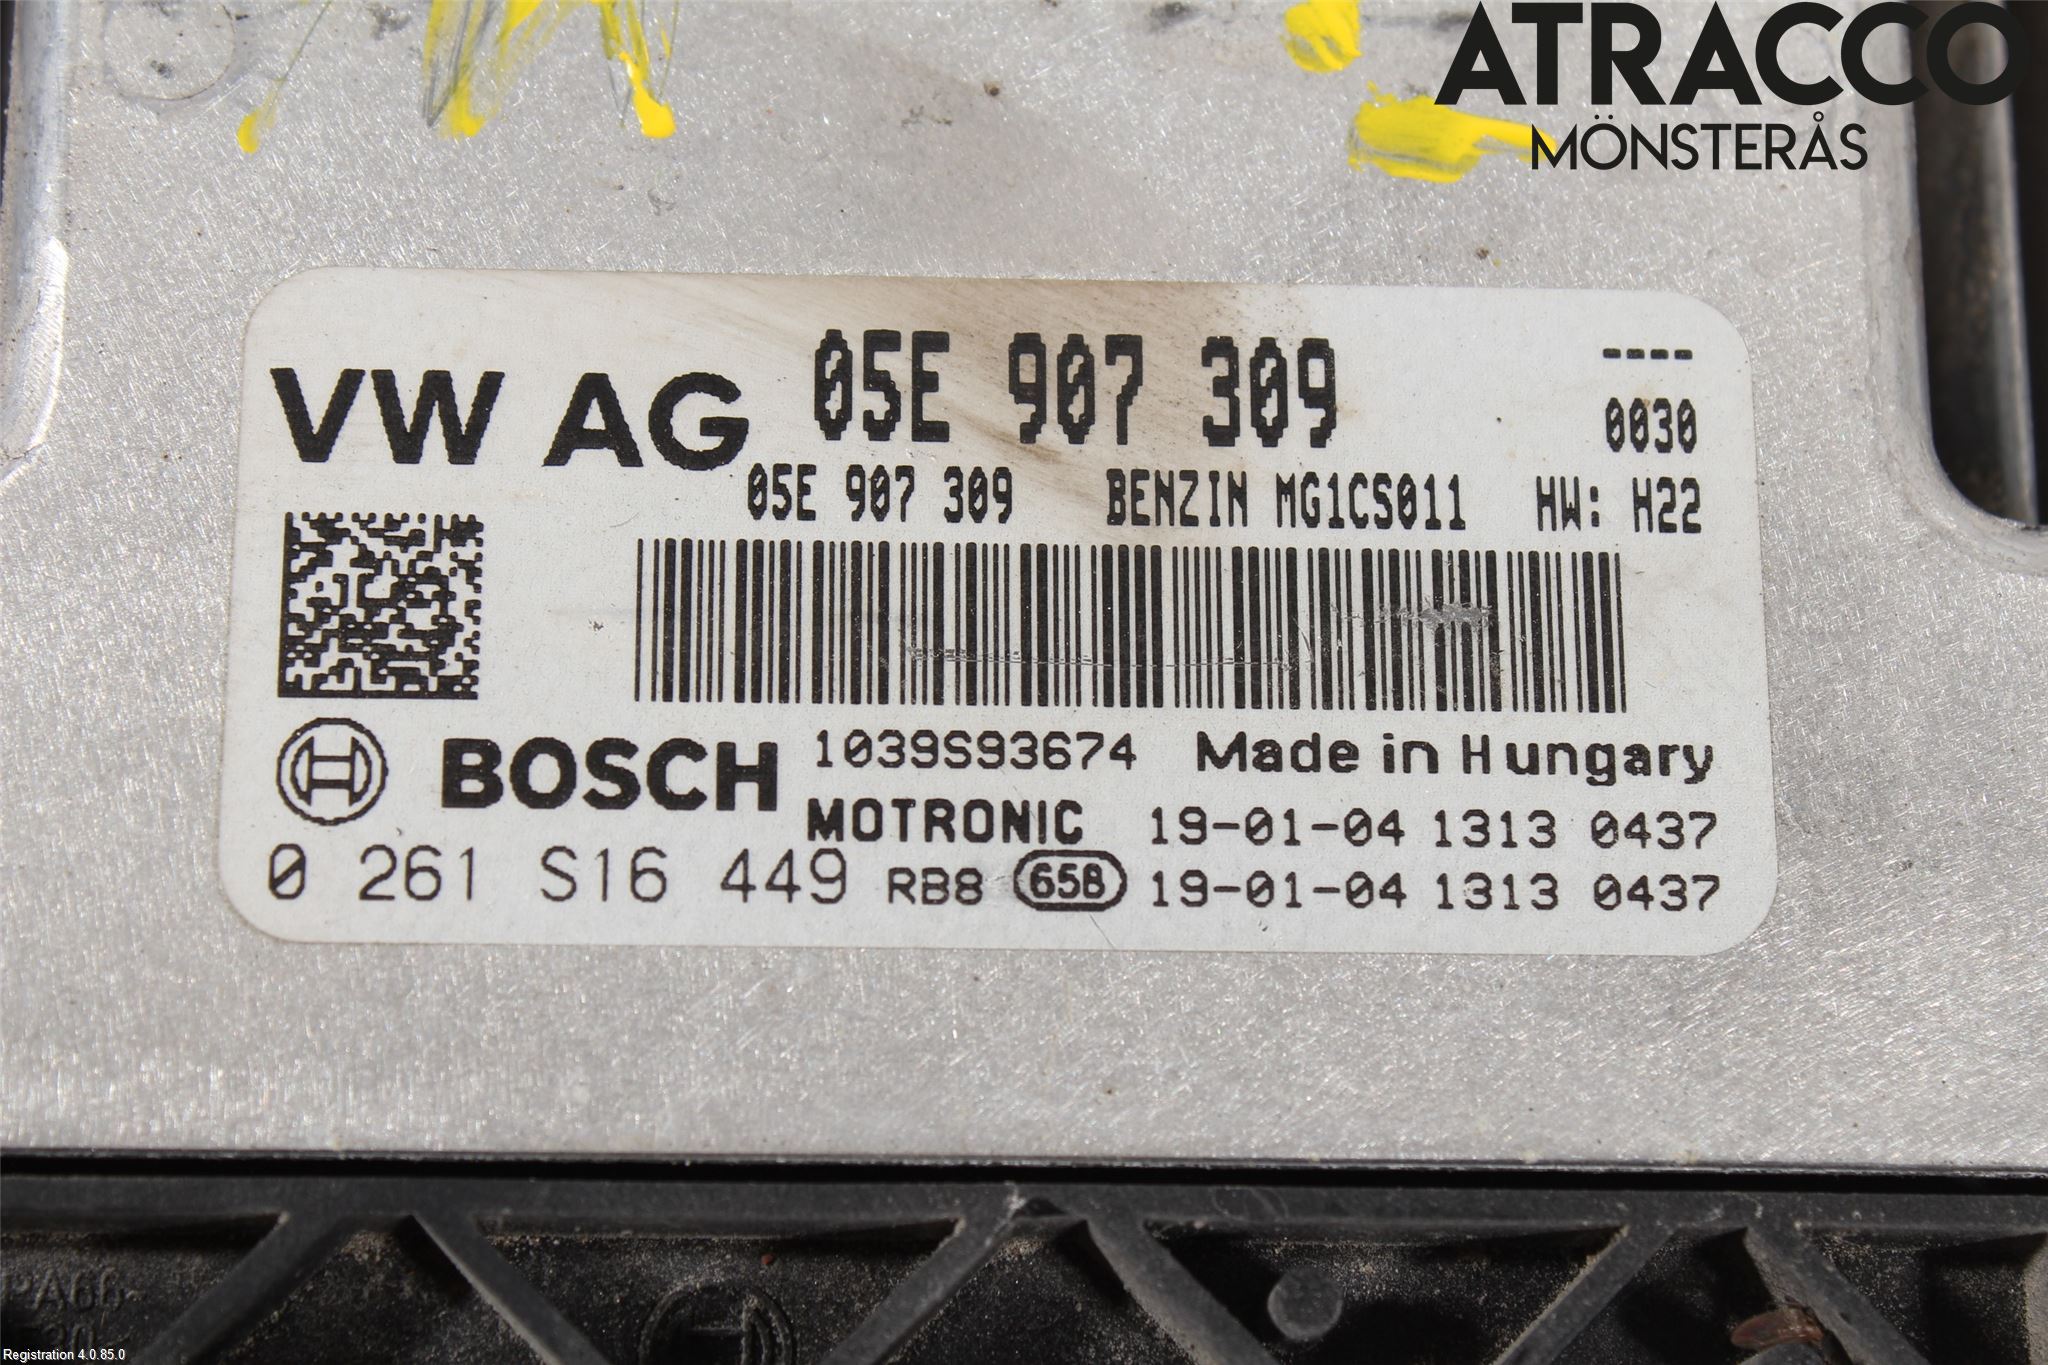 ATRACCO
MÖNSTERÅS
VW AG 05E 907 309 ----
0030
05E 907 309 BENZIN MG1CS011 HW: H22
BOSCH 1039S93674 Made in Hungary
MOTRONIC 19-01-04 1313 0437
0 261 S16 449 RB8 65B 19-01-04 1313 0437
PA66-
Registration 4.0.85.0